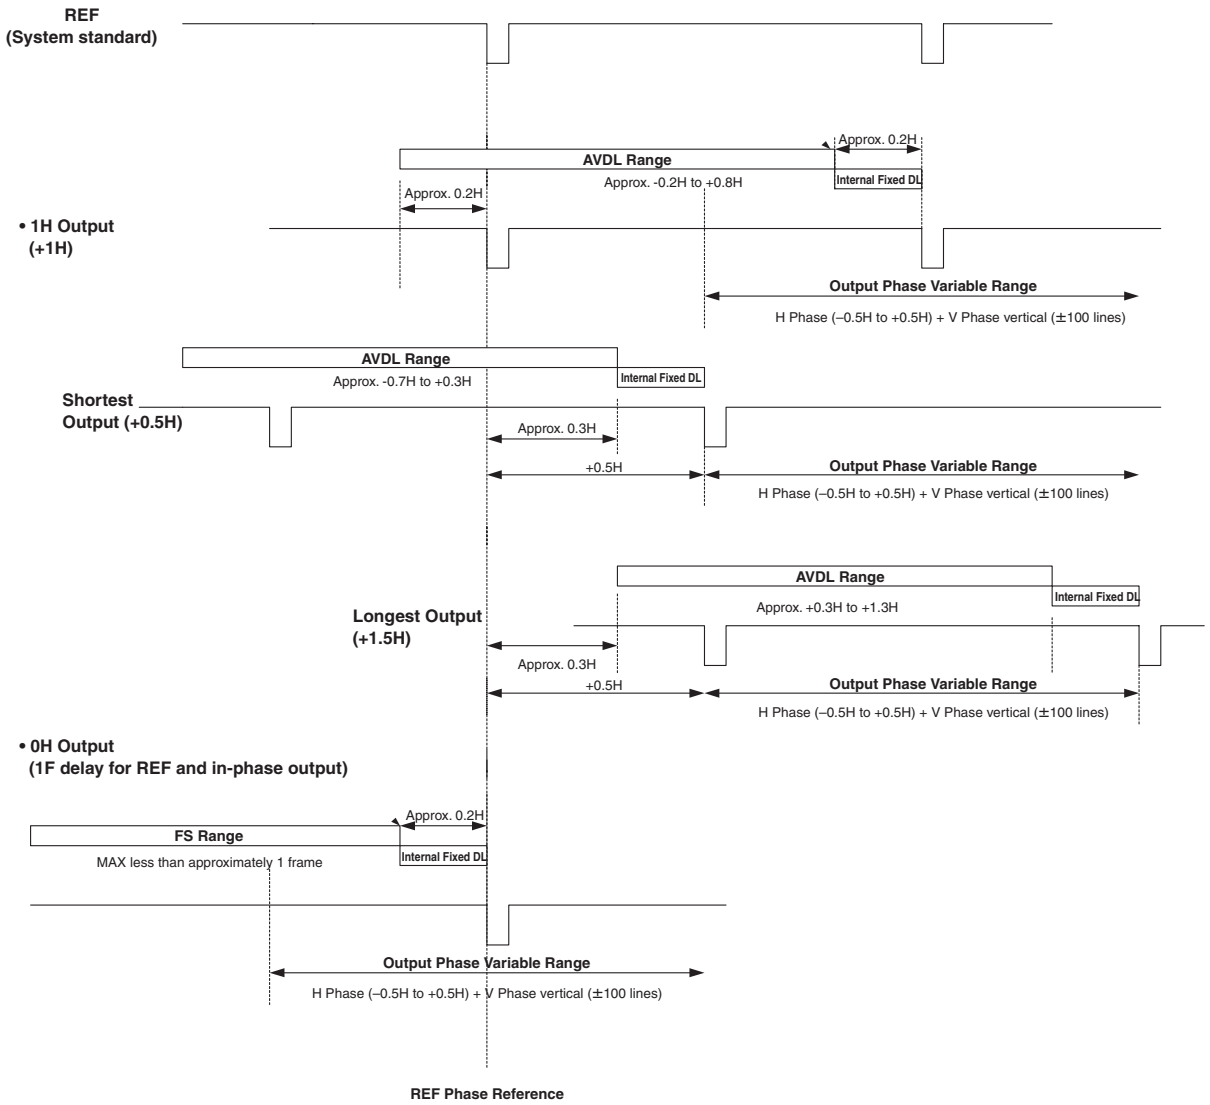 REF
(System standard)
Approx. 0.2H
AVDL Range
Internal Fixed DL
Approx. -0.2H to +0.8H
Approx. 0.2H
• 1H Output
(+1H)
Output Phase Variable Range
H Phase (–0.5H to +0.5H) + V Phase vertical (±100 lines)
AVDL Range
Internal Fixed DL
Approx. -0.7H to +0.3H
Shortest
Output (+0.5H)
Approx. 0.3H
+0.5H
Output Phase Variable Range
H Phase (–0.5H to +0.5H) + V Phase vertical (±100 lines)
AVDL Range
Internal Fixed DL
Approx. +0.3H to +1.3H
Longest Output
(+1.5H)
Approx. 0.3H
+0.5H
Output Phase Variable Range
H Phase (–0.5H to +0.5H) + V Phase vertical (±100 lines)
• 0H Output
(1F delay for REF and in-phase output)
Approx. 0.2H
FS Range
Internal Fixed DL
MAX less than approximately 1 frame
Output Phase Variable Range
H Phase (–0.5H to +0.5H) + V Phase vertical (±100 lines)
REF Phase Reference